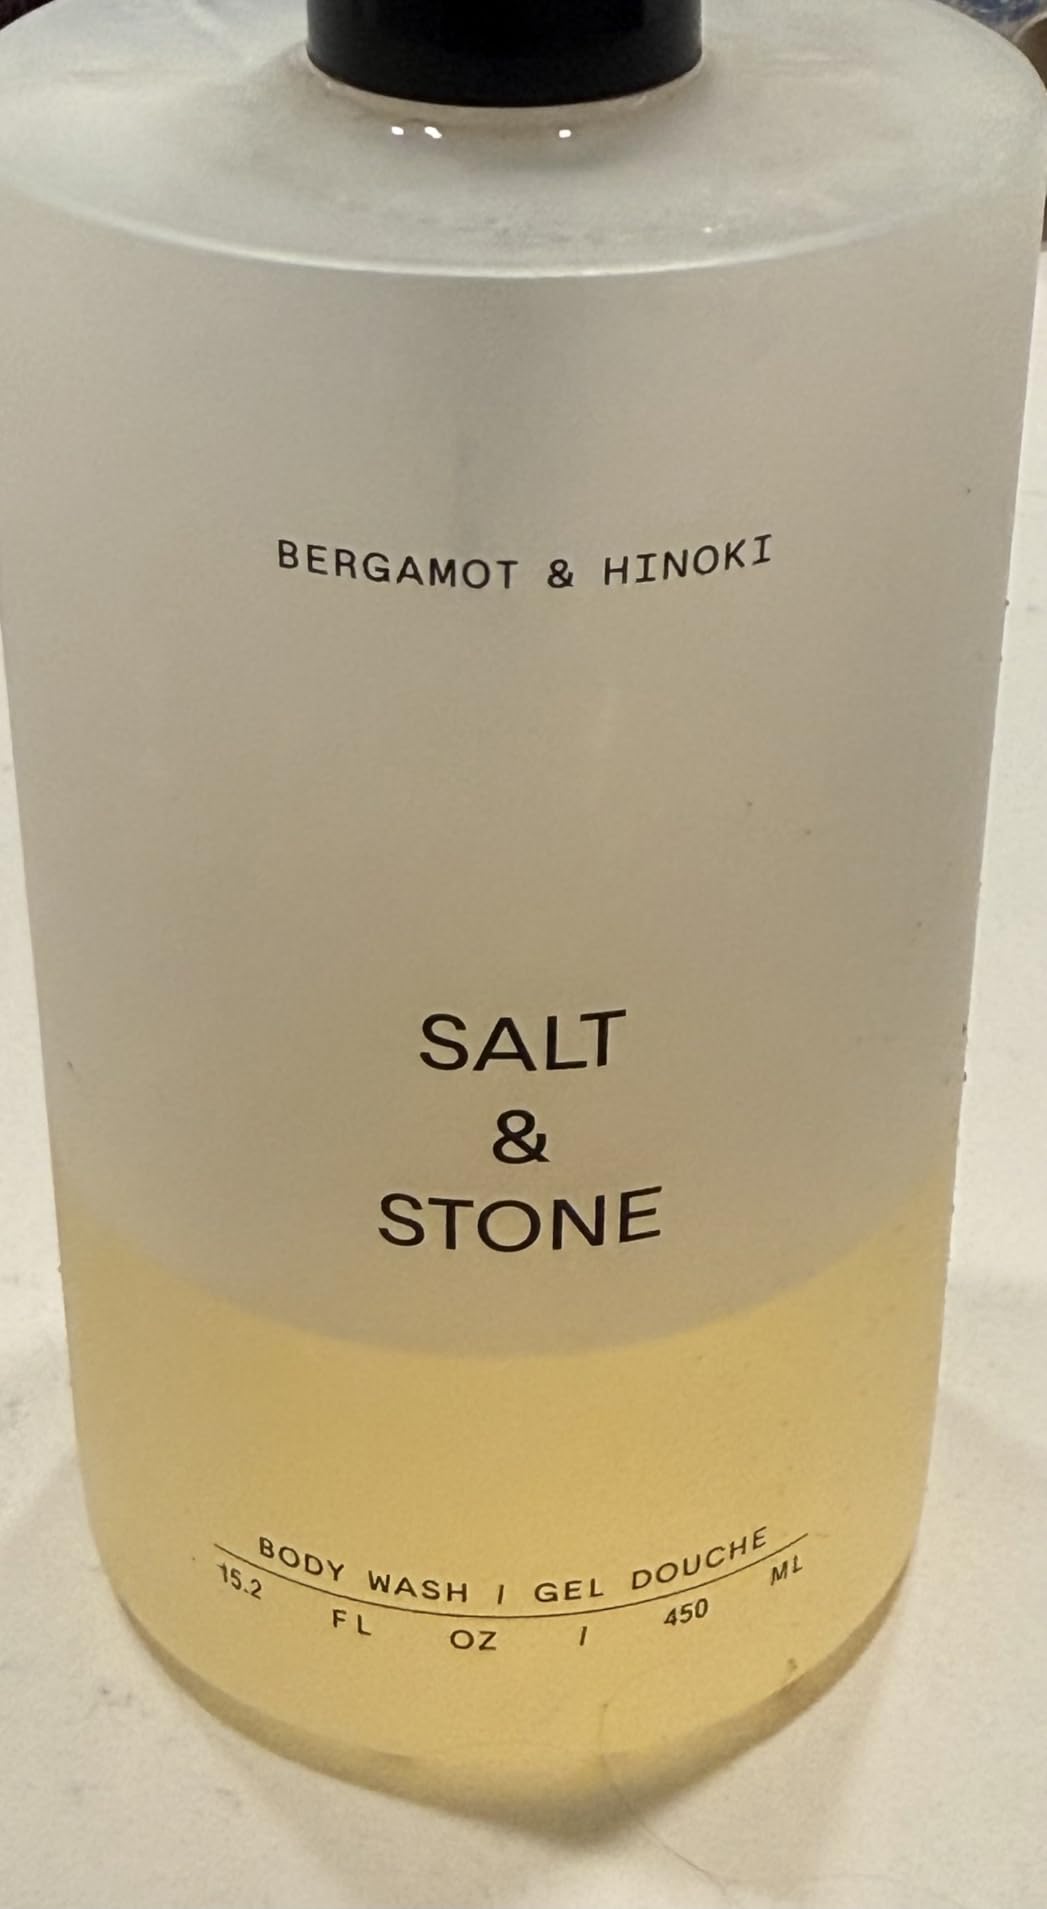 BERGAMOT & HINOKI
SALT
&
STONE
BODY WASH / GEL DOUCHE
15.2 FL OZ / 450 ML